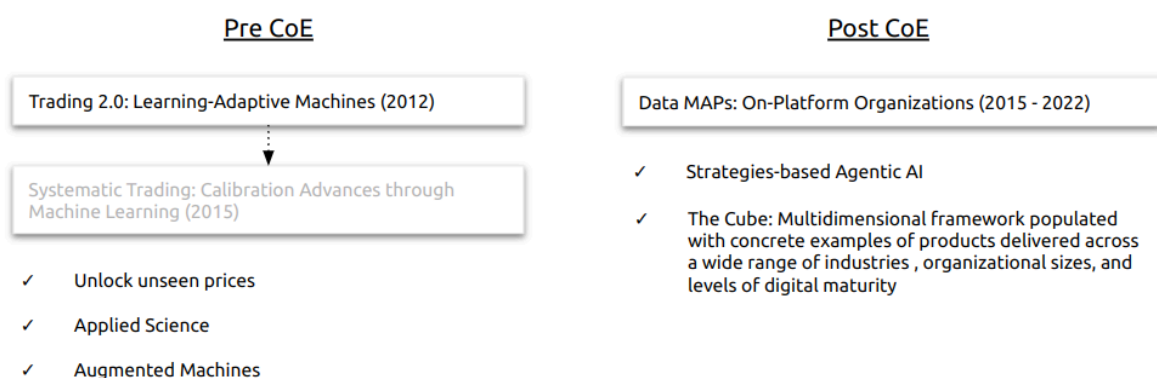 Pre CoE
Trading 2.0: Learning-Adaptive Machines (2012)
Systematic Trading: Calibration Advances through
Machine Learning (2015)
✓ Unlock unseen prices
✓ Applied Science
✓ Augmented Machines
Post CoE
Data MAPs: On-Platform Organizations (2015 - 2022)
✓ Strategies-based Agentic AI
✓ The Cube: Multidimensional framework populated
with concrete examples of products delivered across
a wide range of industries , organizational sizes, and
levels of digital maturity